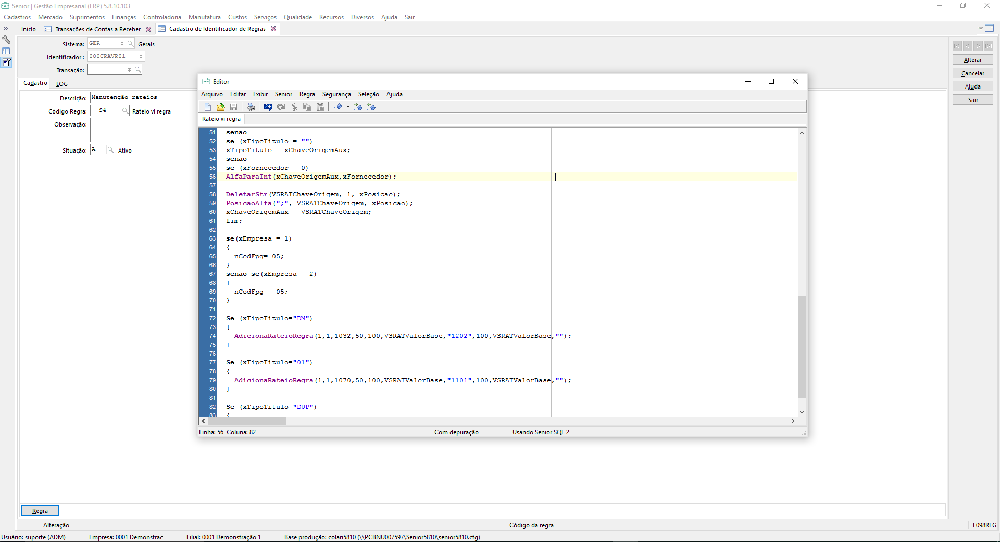 Senior | Gestão Empresarial (ERP) 5.8.10.103
Cadastros Mercado Suprimentos Finanças Controladoria Manufatura Custos Serviços Qualidade Recursos Diversos Ajuda Sair
Início Transações de Contas a Receber Cadastro de Identificador de Regras
Sistema: GER Gerais
Identificador : 000CRAVR01
Transação:
Cadastro LOG
Descrição: Manutenção rateios
Código Regra: 94 Rateio vi regra
Observação:
Situação: A Ativo
Alterar
Cancelar
Ajuda
Sair
Editor
Arquivo Editar Exibir Senior Regra Segurança Seleção Ajuda
Rateio vi regra
51 senao
52 se (xTipoTitulo = "")
53 xTipoTitulo = xChaveOrigemAux;
54 senao
55 se (xFornecedor = 0)
56 AlfaParaInt(xChaveOrigemAux,xFornecedor);
57
58 DeletarStr(VSRATChaveOrigem, 1, xPosicao);
59 PosicaoAlfa(";", VSRATChaveOrigem, xPosicao);
60 xChaveOrigemAux = VSRATChaveOrigem;
61 fim;
62
63 se(xEmpresa = 1)
64 {
65 nCodFpg= 05;
66 }
67 senao se(xEmpresa = 2)
68 {
69 nCodFpg = 05;
70 }
71
72 Se (xTipoTitulo="DM")
73 {
74 AdicionaRateioRegra(1,1,1032,50,100,VSRATValorBase,"1202",100,VSRATValorBase,"");
75 }
76
77 Se (xTipoTitulo="01")
78 {
79 AdicionaRateioRegra(1,1,1070,50,100,VSRATValorBase,"1101",100,VSRATValorBase,"");
80 }
81
82 Se (xTipoTitulo="DUP")
83 {
Linha: 56 Coluna: 82 Com depuração Usando Senior SQL 2
Regra
Alteração Código da regra F098REG
Usuário: suporte (ADM) Empresa: 0001 Demonstrac Filial: 0001 Demonstração 1 Base produção: colari5810 (\\PCBNU007597\Senior5810\senior5810.cfg)